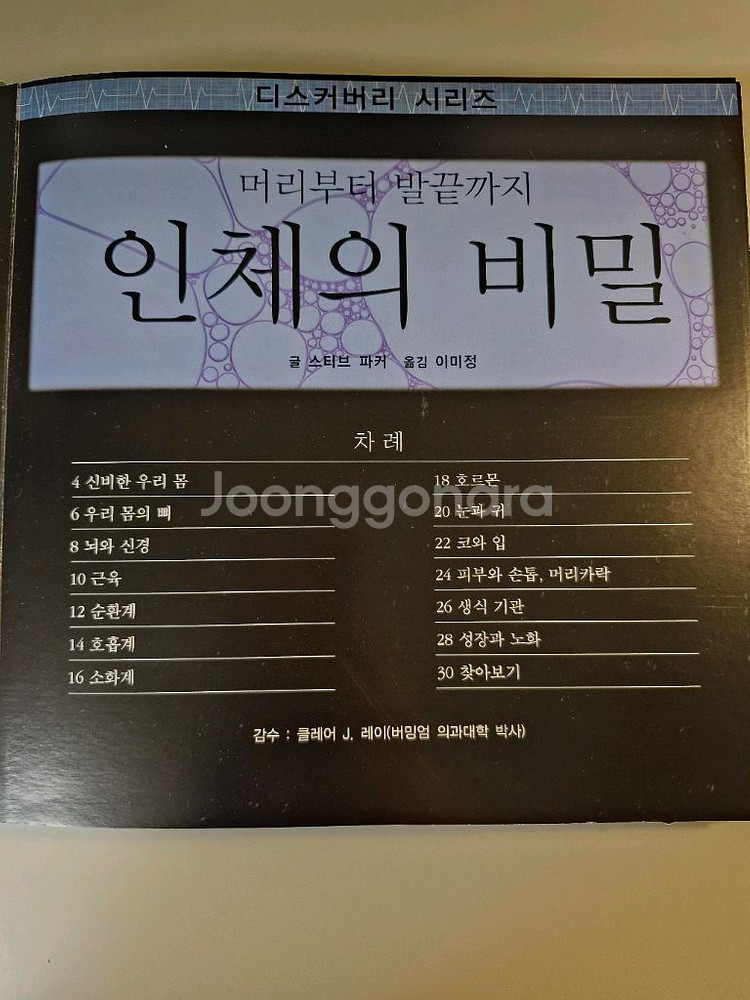 디스커버리 시리즈
머리부터 발끝까지
인체의 비밀
글 스티브 파커 옮김 이미정
차 례
4 신비한 우리 몸
6 우리 몸의 뼈
8 뇌와 신경
10 근육
12 순환계
14 호흡계
16 소화계
18 호르몬
20 눈과 귀
22 코와 입
24 피부와 손톱, 머리카락
26 생식 기관
28 성장과 노화
30 찾아보기
감수 : 클레어 J. 레이(버밍엄 의과대학 박사)
Joonggonara